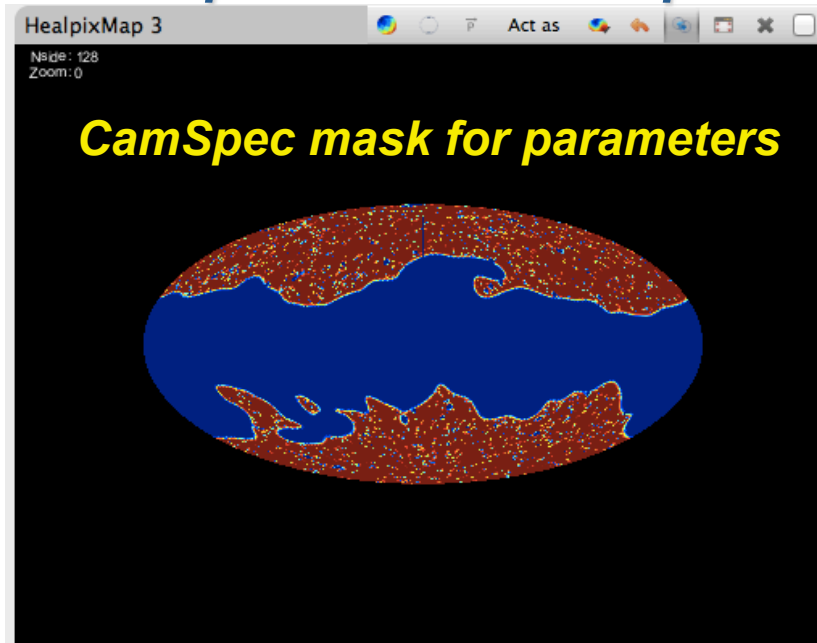 HealpixMap 3
Act as
Nside: 128
Zoom: 0
CamSpec mask for parameters